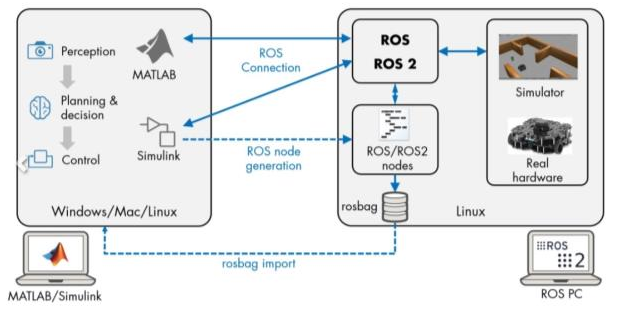 Perception
MATLAB
Planning &
decision
Simulink
Control
Windows/Mac/Linux
MATLAB/Simulink
ROS
Connection
ROS node
generation
rosbag import
ROS
ROS 2
ROS/ROS2
nodes
rosbag
Linux
Simulator
Real
hardware
ROS
2
ROS PC